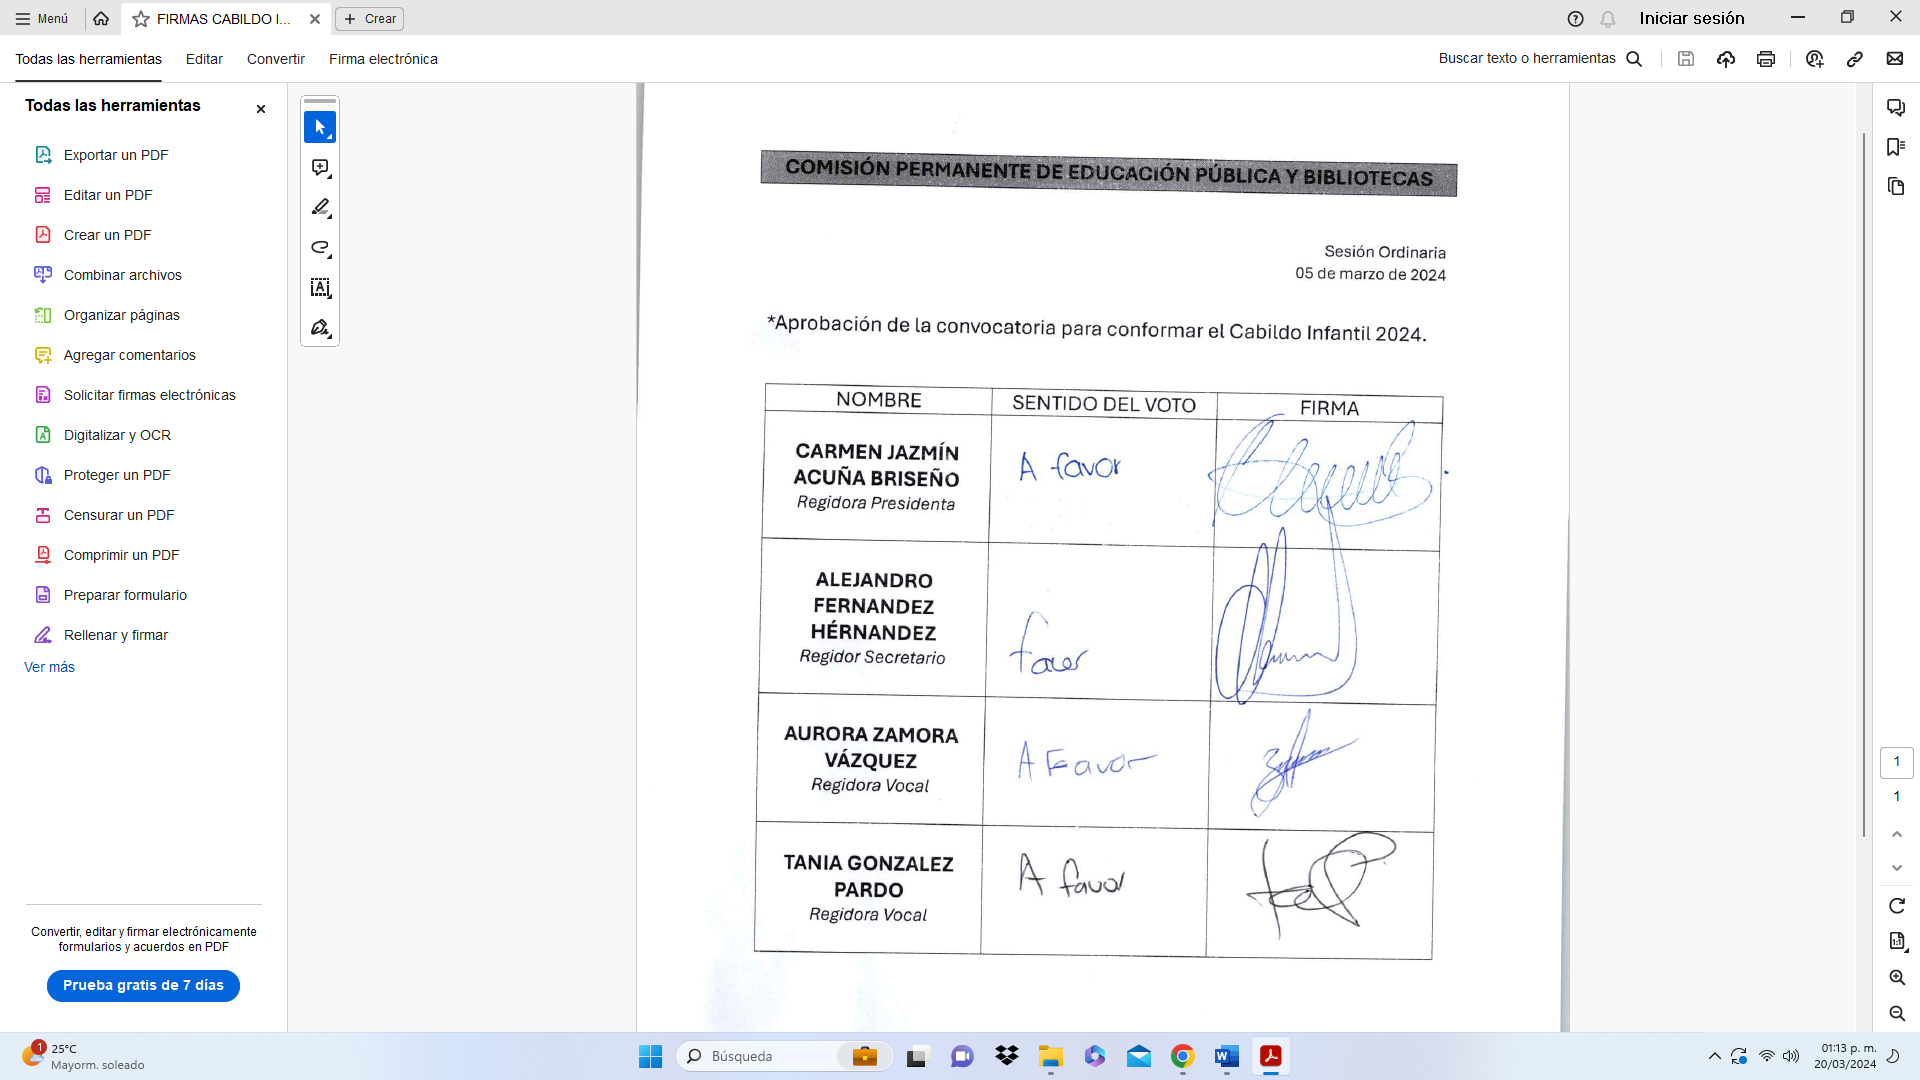 Menú
FIRMAS CABILDO I...
Crear
Iniciar sesión
Todas las herramientas
Editar
Convertir
Firma electrónica
Buscar texto o herramientas
Todas las herramientas
Exportar un PDF
Editar un PDF
Crear un PDF
Combinar archivos
Organizar páginas
Agregar comentarios
Solicitar firmas electrónicas
Digitalizar y OCR
Proteger un PDF
Censurar un PDF
Comprimir un PDF
Preparar formulario
Rellenar y firmar
Ver más
Convertir, editar y firmar electrónicamente
formularios y acuerdos en PDF
Prueba gratis de 7 días
COMISIÓN PERMANENTE DE EDUCACIÓN PÚBLICA Y BIBLIOTECAS
Sesión Ordinaria
05 de marzo de 2024
*Aprobación de la convocatoria para conformar el Cabildo Infantil 2024.
NOMBRE SENTIDO DEL VOTO FIRMA
CARMEN JAZMÍN
ACUÑA BRISEÑO
Regidora Presidenta
A favor
ALEJANDRO
FERNANDEZ
HÉRNANDEZ
Regidor Secretario
favor
AURORA ZAMORA
VÁZQUEZ
Regidora Vocal
A Favor
TANIA GONZALEZ
PARDO
Regidora Vocal
A favor
1
1
1
25°C
Mayorm. soleado
Búsqueda
01:13 p. m.
20/03/2024